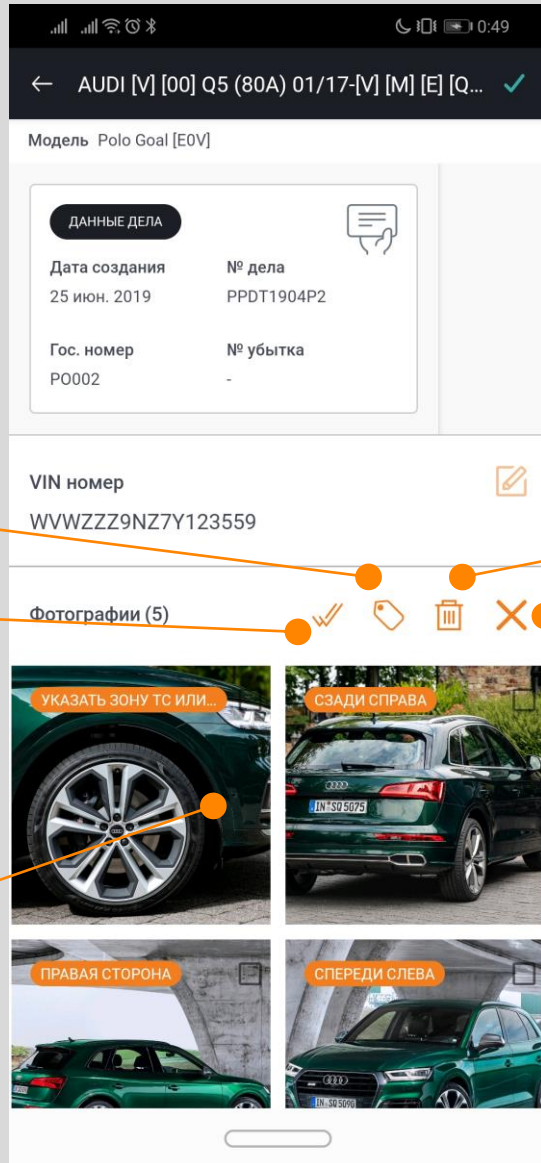 0:49
AUDI [V] [00] Q5 (80A) 01/17-[V] [M] [E] [Q...
Модель Polo Goal [E0V]
ДАННЫЕ ДЕЛА
Дата создания № дела
25 июн. 2019 PPDT1904P2
Гос. номер № убытка
PO002 -
VIN номер
WVWZZZ9NZ7Y123559
Фотографии (5)
УКАЗАТЬ ЗОНУ ТС ИЛИ... СЗАДИ СПРАВА
IN SQ 5075
ПРАВАЯ СТОРОНА СПЕРЕДИ СЛЕВА
IN SQ 5090